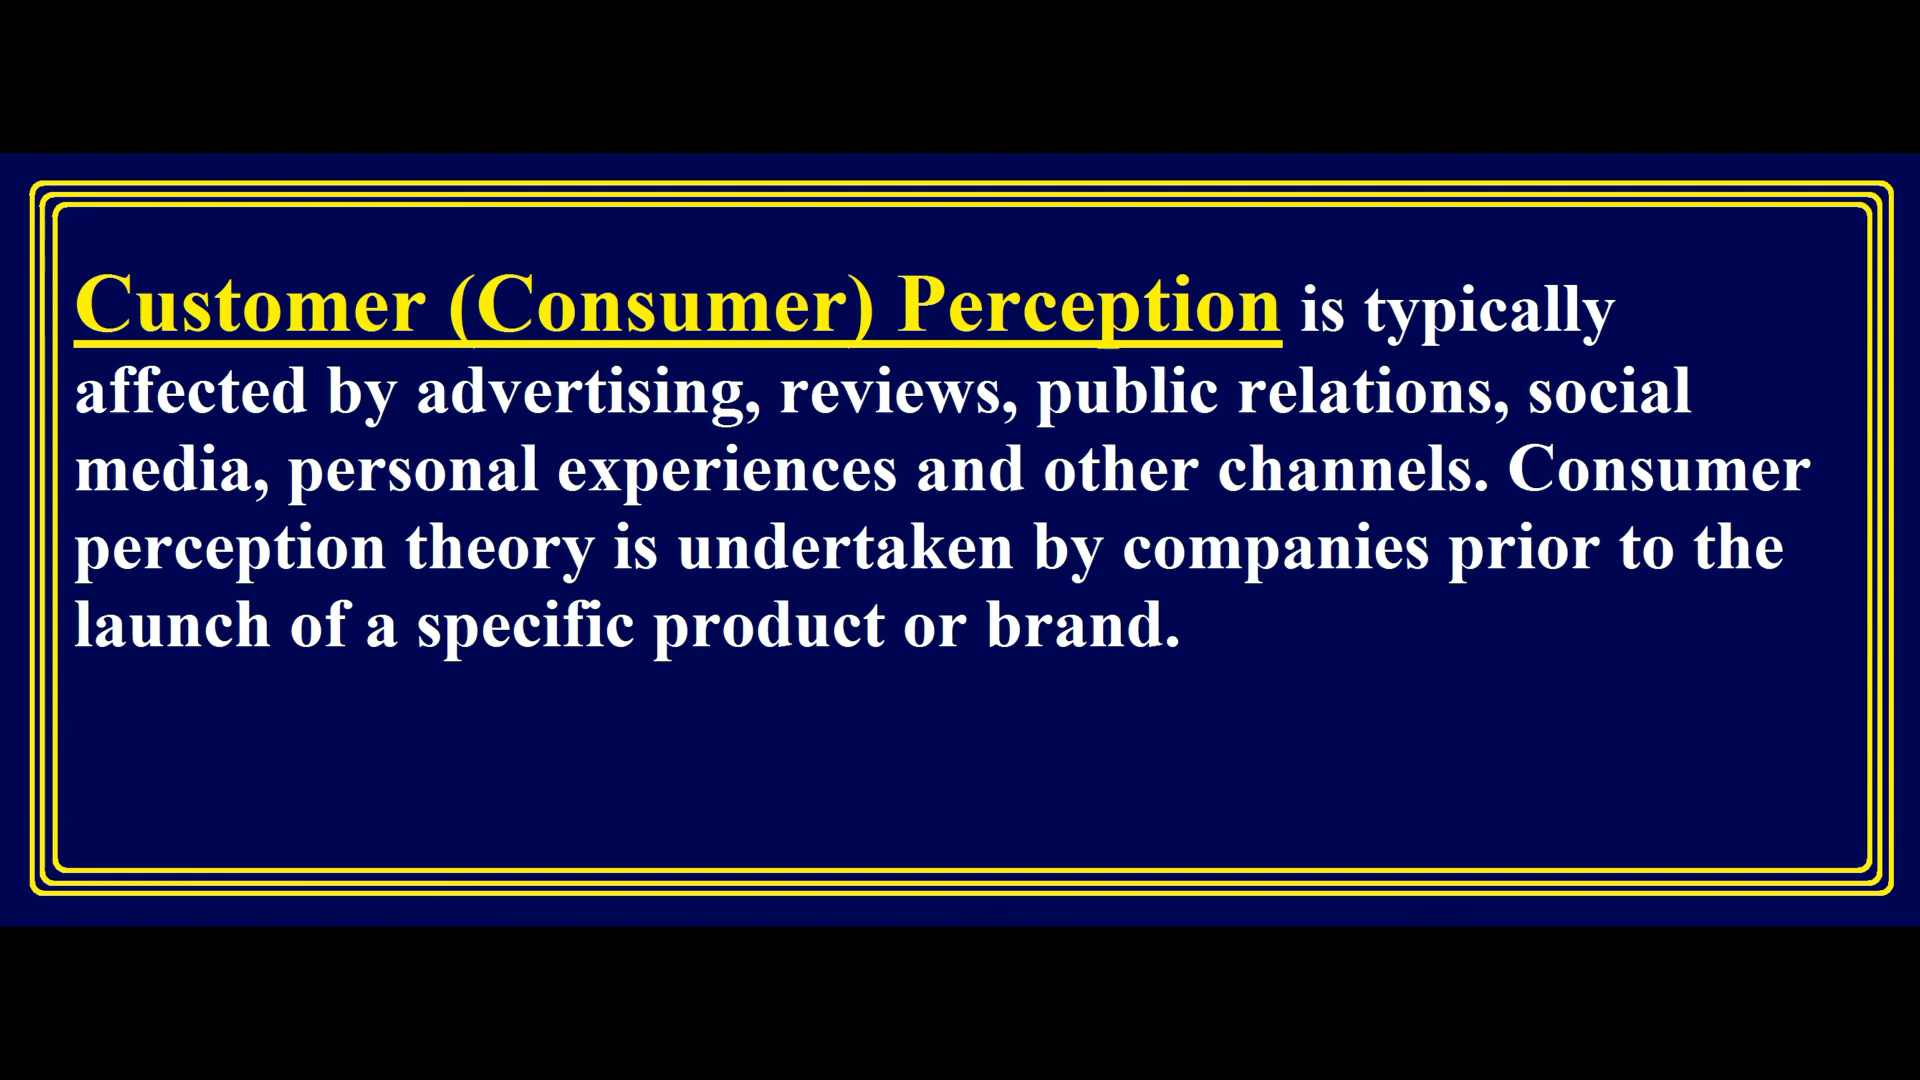 Customer (Consumer) Perception is typically
affected by advertising, reviews, public relations, social
media, personal experiences and other channels. Consumer
perception theory is undertaken by companies prior to the
launch of a specific product or brand.